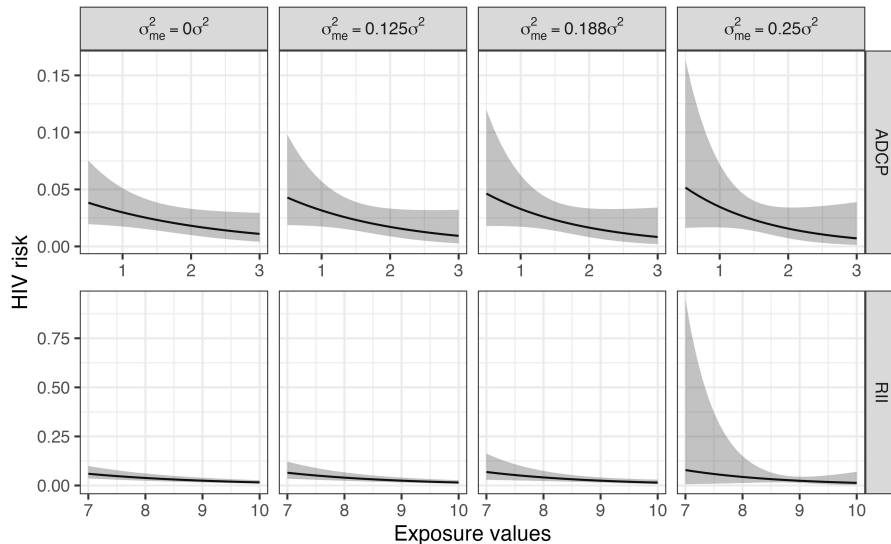 σ²me = 0σ² σ²me = 0.125σ² σ²me = 0.188σ² σ²me = 0.25σ²
0.15
0.10
0.05
0.00
ADCP
1 2 3 1 2 3 1 2 3 1 2 3
HIV risk
0.75
0.50
0.25
0.00
RII
7 8 9 10 7 8 9 10 7 8 9 10 7 8 9 10
Exposure values